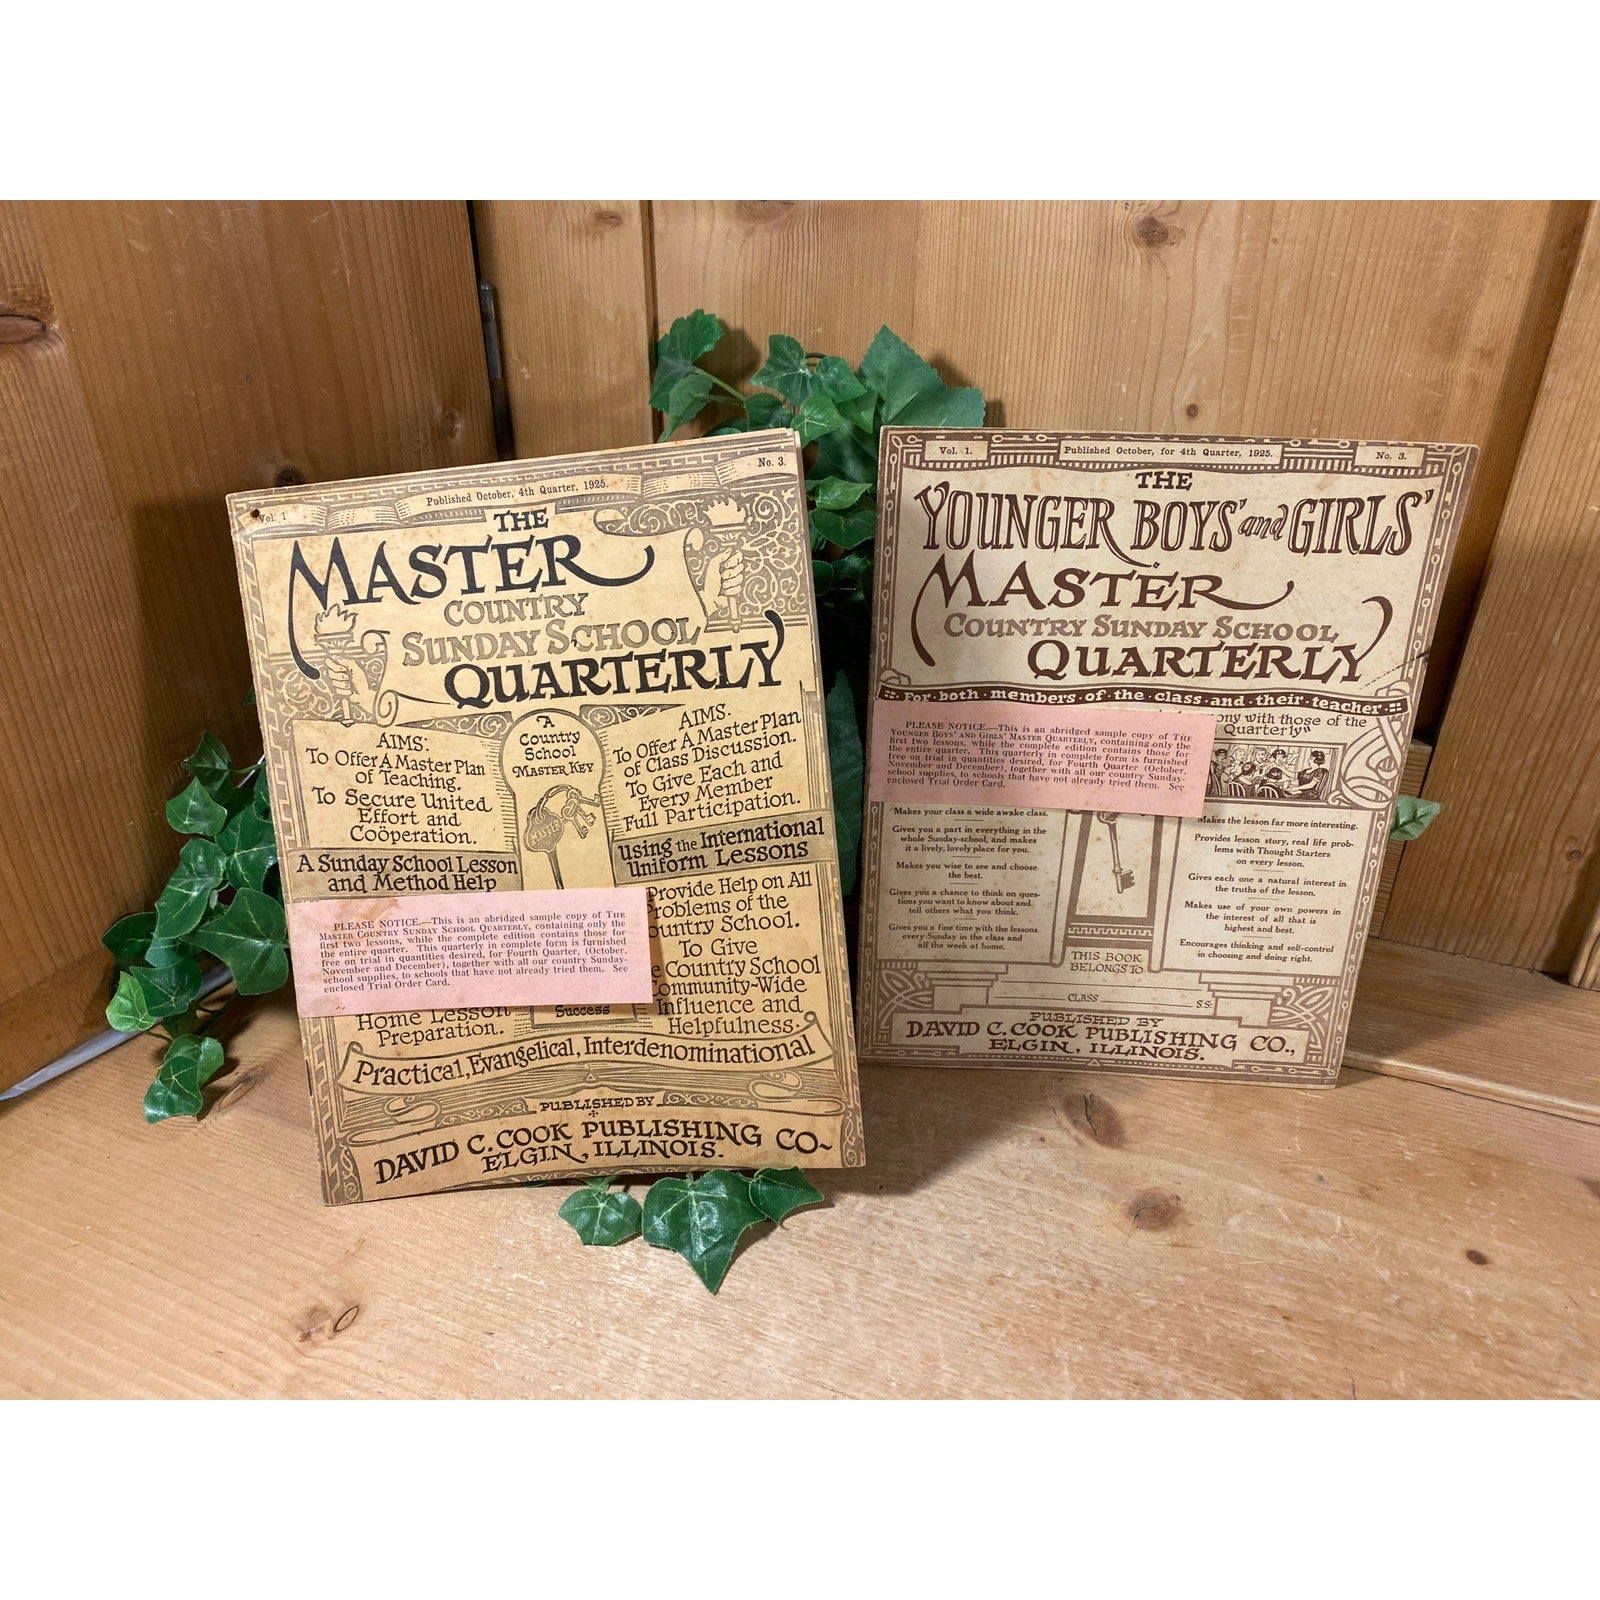 Vol. 1
Published October, 4th Quarter, 1925.
No. 3.
THE
MASTER
COUNTRY
SUNDAY SCHOOL
QUARTERLY
AIMS:
To Offer A Master Plan
of Teaching.
To Secure United
Effort and
Coöperation.
A Sunday School Lesson
and Method Help
A
Country
School
MASTER KEY
MASTER
AIMS.
To Offer A Master Plan
of Class Discussion.
To Give Each and
Every Member
Full Participation.
using the International
Uniform Lessons
Provide Help on All
Problems of the
Country School.
To Give
Country School
Community-Wide
Influence and
Helpfulness.
PLEASE NOTICE.—This is an abridged sample copy of THE
MASTER COUNTRY SUNDAY SCHOOL QUARTERLY, containing only the
first two lessons, while the complete edition contains those for
the entire quarter. This quarterly in complete form is furnished
free on trial in quantities desired, for Fourth Quarter, (October,
November and December), together with all our country Sunday-
school supplies, to schools that have not already tried them. See
enclosed Trial Order Card.
Home Lesson
Preparation.
Success
Practical, Evangelical, Interdenominational
PUBLISHED BY
DAVID C. COOK PUBLISHING CO-
ELGIN, ILLINOIS.
Vol. 1.
Published October, for 4th Quarter, 1925.
No. 3.
THE
YOUNGER BOYS' and GIRLS'
MASTER
COUNTRY SUNDAY SCHOOL
QUARTERLY
For · both · members · of · the · class · and · their · teacher
those of the
Quarterly"
PLEASE NOTICE.—This is an abridged sample copy of THE
YOUNGER BOYS' AND GIRLS' MASTER QUARTERLY, containing only the
first two lessons, while the complete edition contains those for
the entire quarter. This quarterly in complete form is furnished
free on trial in quantities desired, for Fourth Quarter (October,
November and December), together with all our country Sunday-
school supplies, to schools that have not already tried them. See
enclosed Trial Order Card.
Makes your class a wide awake class.
Gives you a part in everything in the
whole Sunday-school, and makes
it a lively, lovely place for you.
Makes you wise to see and choose
the best.
Gives you a chance to think on ques-
tions you want to know about and
tell others what you think.
Gives you a fine time with the lessons
every Sunday in the class and
all the week at home.
Makes the lesson far more interesting.
Provides lesson story, real life prob-
lems with Thought Starters
on every lesson.
Gives each one a natural interest in
the truths of the lesson.
Makes use of your own powers in
the interest of all that is
highest and best.
Encourages thinking and self-control
in choosing and doing right.
THIS BOOK
BELONGS TO
CLASS S.S.
PUBLISHED BY
DAVID C. COOK PUBLISHING CO.,
ELGIN, ILLINOIS.